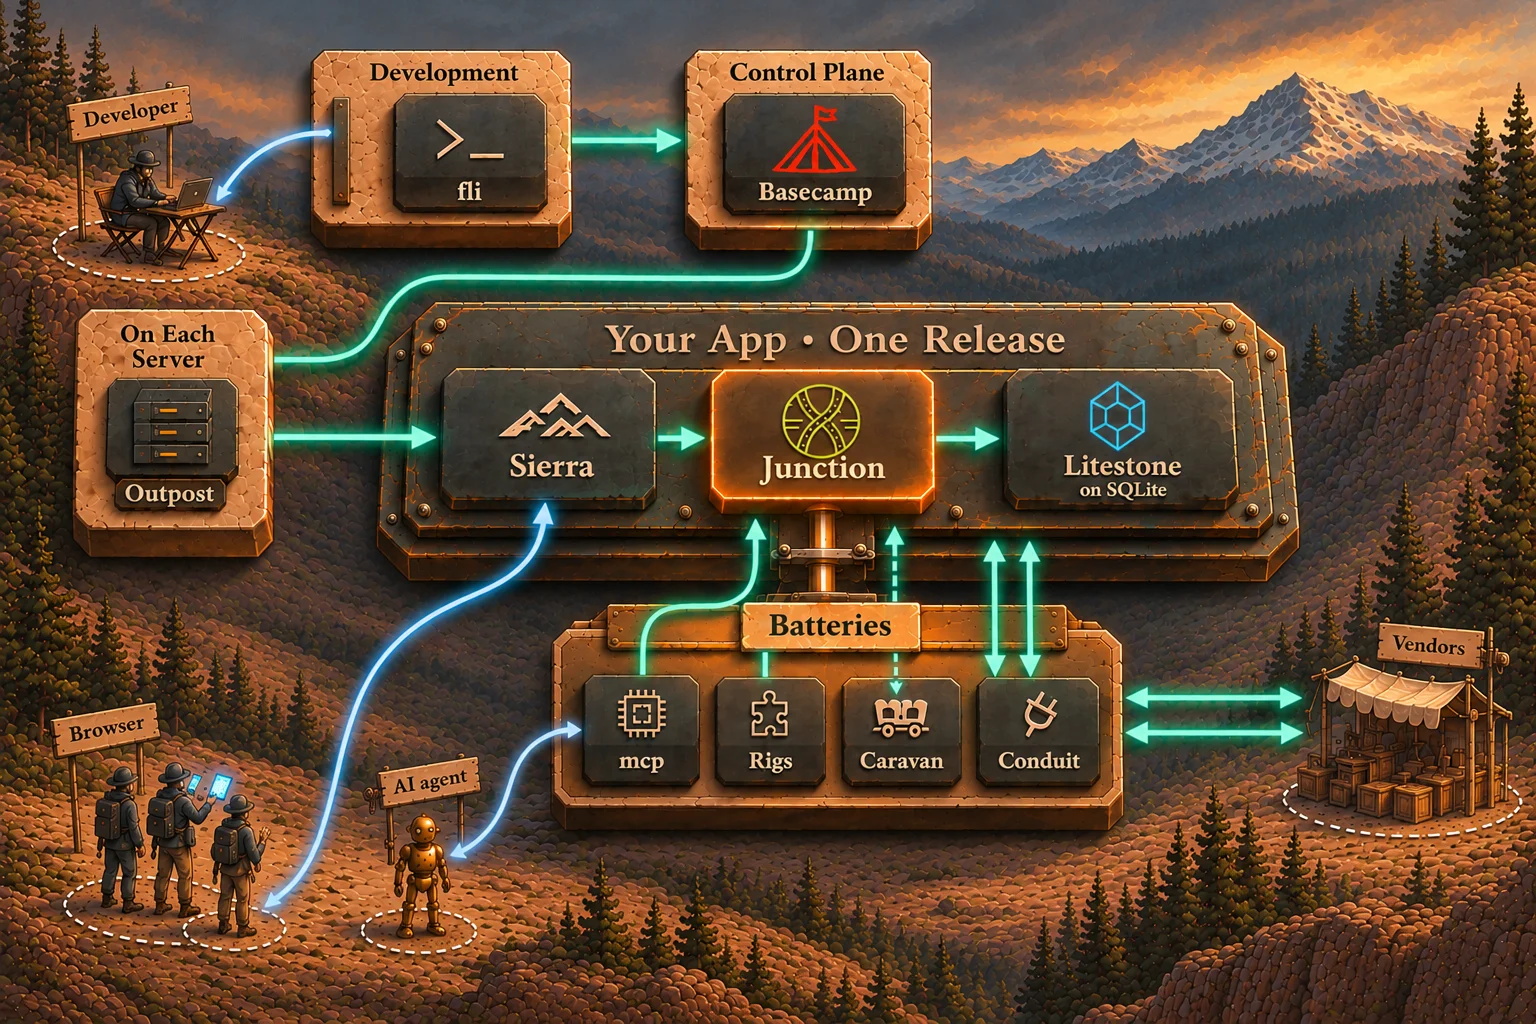 Development
Control Plane
Developer
>_
fli
Basecamp
On Each
Server
Outpost
Your App • One Release
Sierra
Junction
Litestone
on SQLite
Batteries
mcp
Rigs
Caravan
Conduit
Vendors
Browser
AI agent